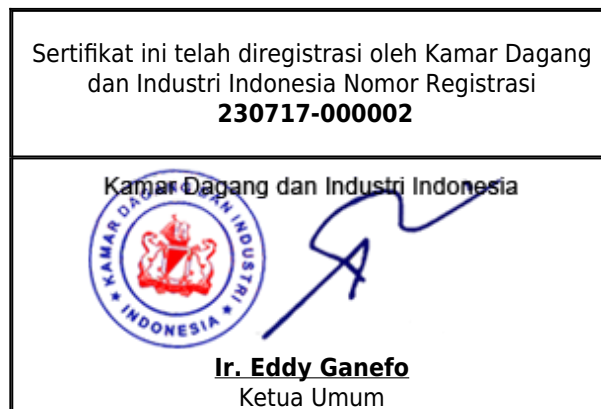 Sertifikat ini telah diregistrasi oleh Kamar Dagang
dan Industri Indonesia Nomor Registrasi
230717-000002
Kamar Dagang dan Industri Indonesia
KAMAR DAGANG DAN INDUSTRI
★ INDONESIA ★
Ir. Eddy Ganefo
Ketua Umum